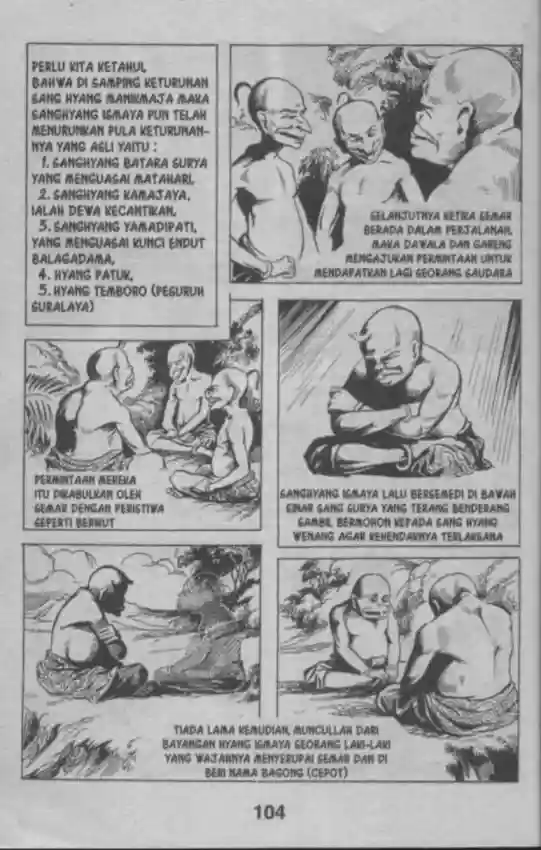 PERLU KITA KETAHUI,
BAHWA DI SAMPING KETURUNAN
SANG HYANG MANIKMAJA MAKA
SANGHYANG ISMAYA PUN TELAH
MENURUNKAN PULA KETURUNAN-
NYA YANG ASLI YAITU :
1. SANGHYANG BATARA SURYA
YANG MENGUASAI MATAHARI,
2. SANGHYANG KAMAJAYA,
IALAH DEWA KECANTIKAN,
3. SANGHYANG YAMADIPATI,
YANG MENGUASAI KUNCI ENDUT
BALAGADAMA,
4. HYANG PATUK,
5. HYANG TEMBORO (PESURUH
SURALAYA)
SELANJUTNYA KETIKA SEMAR
BERADA DALAM PERJALANAN,
MAKA DAWALA DAN GARENG
MENGAJUKAN PERMINTAAN UNTUK
MENDAPATKAN LAGI SEORANG SAUDARA
PERMINTAAN MEREKA
ITU DIKABULKAN OLEH
SEMAR DENGAN PERISTIWA
SEPERTI BERIKUT
SANGHYANG ISMAYA LALU BERSEMEDI DI BAWAH
SINAR SANG SURYA YANG TERANG BENDERANG
SAMBIL BERMOHON KEPADA SANG HYANG
WENANG AGAR KEHENDAKNYA TERLAKSANA
TIADA LAMA KEMUDIAN, MUNCULLAH DARI
BAYANGAN HYANG ISMAYA SEORANG LAKI-LAKI
YANG WAJAHNYA MENYERUPAI SEMAR DAN DI
BERI NAMA BAGONG (CEPOT)
104